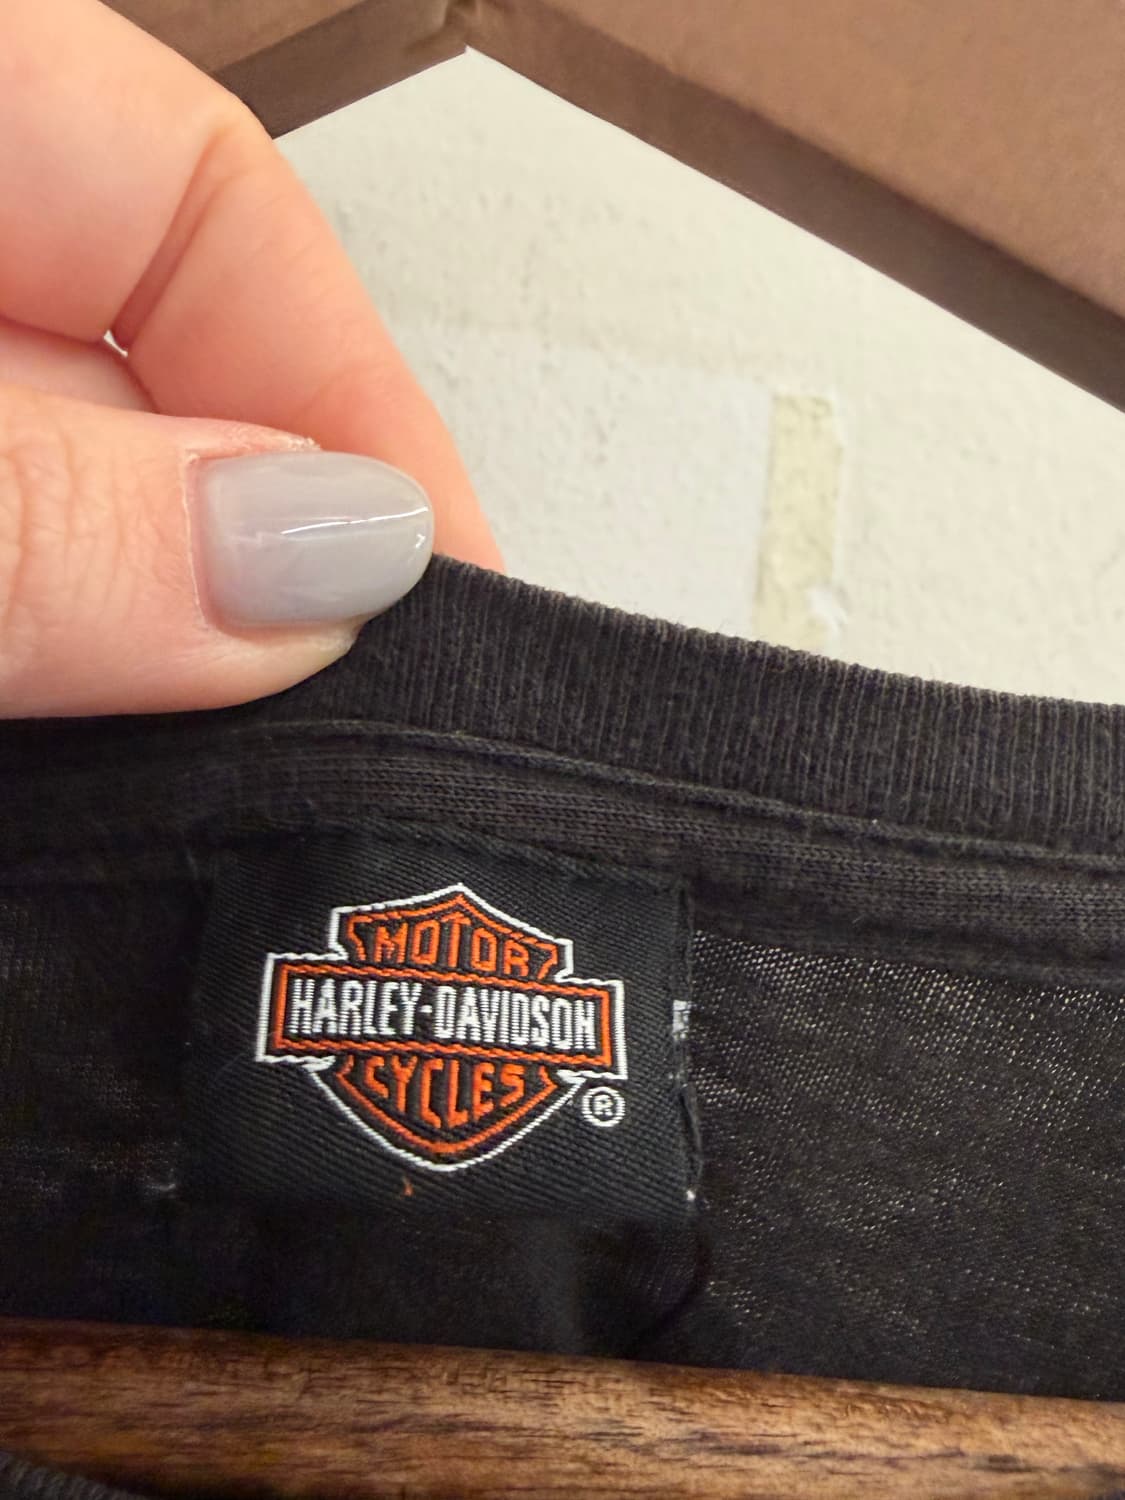 MOTOR
HARLEY-DAVIDSON
CYCLES
®